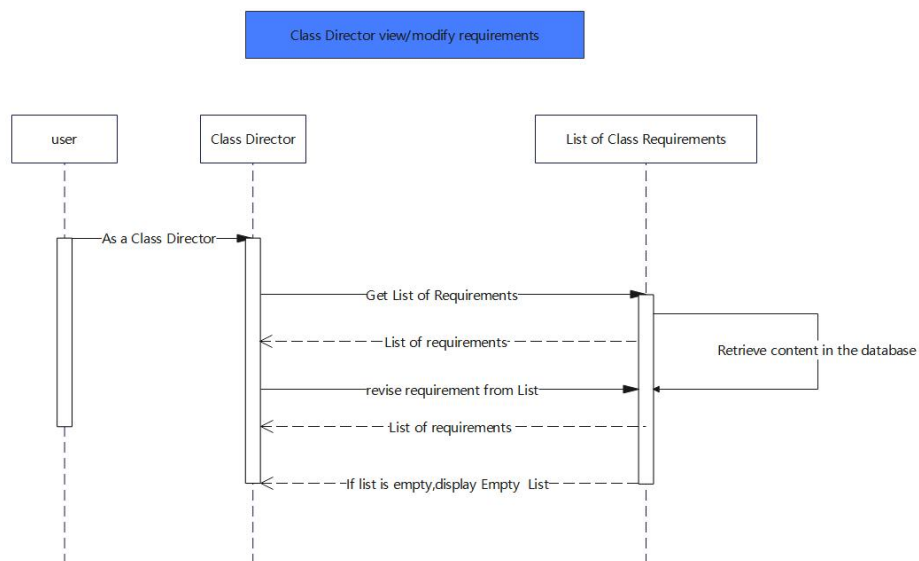 Class Director view/modify requirements
user
Class Director
List of Class Requirements
As a Class Director
Get List of Requirements
List of requirements
Retrieve content in the database
revise requirement from List
List of requirements
If list is empty,display Empty List